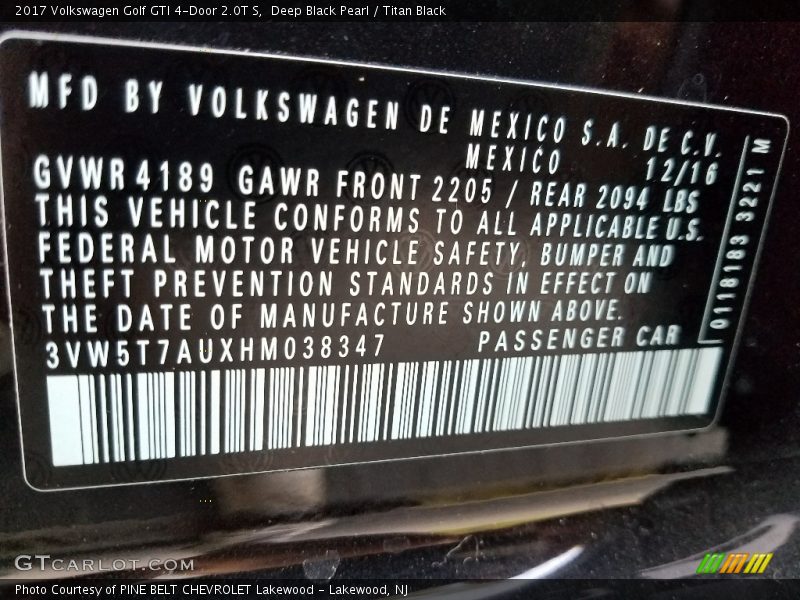 2017 Volkswagen Golf GTI 4-Door 2.0T S, Deep Black Pearl / Titan Black
MFD BY VOLKSWAGEN DE MEXICO S.A. DE C.V.
MEXICO 12/16
GVWR 4189 GAWR FRONT 2205 / REAR 2094 LBS
THIS VEHICLE CONFORMS TO ALL APPLICABLE U.S.
FEDERAL MOTOR VEHICLE SAFETY, BUMPER AND
THEFT PREVENTION STANDARDS IN EFFECT ON
THE DATE OF MANUFACTURE SHOWN ABOVE.
3VW5T7AUXHM038347 PASSENGER CAR
0118183 3221 M
GTCARLOT.COM
Photo Courtesy of PINE BELT CHEVROLET Lakewood - Lakewood, NJ